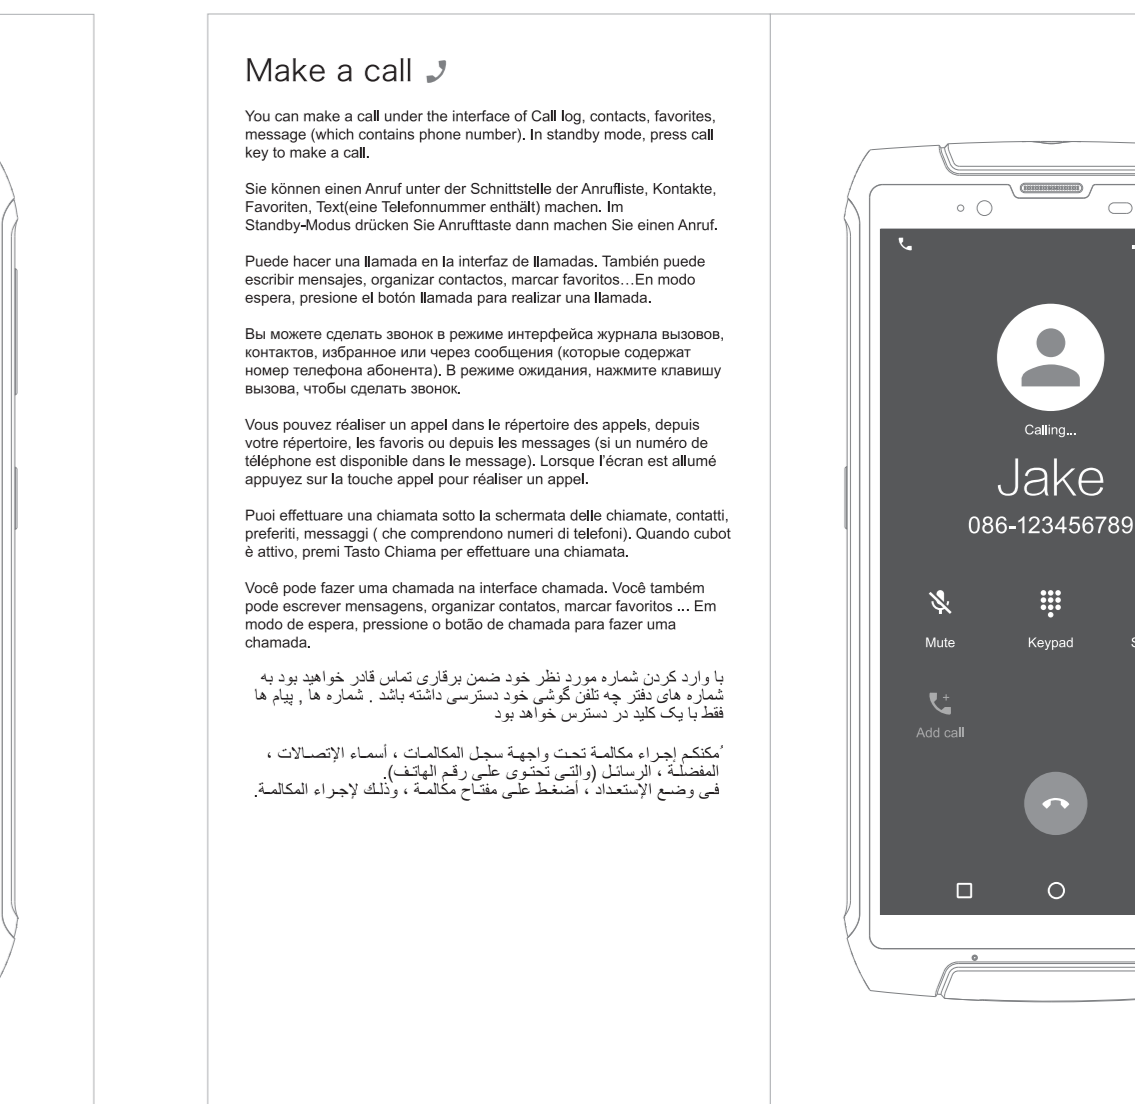 Make a call
You can make a call under the interface of Call log, contacts, favorites,
message (which contains phone number). In standby mode, press call
key to make a call.
Sie können einen Anruf unter der Schnittstelle der Anrufliste, Kontakte,
Favoriten, Text(eine Telefonnummer enthält) machen. Im
Standby-Modus drücken Sie Anrufttaste dann machen Sie einen Anruf.
Puede hacer una llamada en la interfaz de llamadas. También puede
escribir mensajes, organizar contactos, marcar favoritos…En modo
espera, presione el botón llamada para realizar una llamada.
Вы можете сделать звонок в режиме интерфейса журнала вызовов,
контактов, избранное или через сообщения (которые содержат
номер телефона абонента). В режиме ожидания, нажмите клавишу
вызова, чтобы сделать звонок.
Vous pouvez réaliser un appel dans le répertoire des appels, depuis
votre répertoire, les favoris ou depuis les messages (si un numéro de
téléphone est disponible dans le message). Lorsque l'écran est allumé
appuyez sur la touche appel pour réaliser un appel.
Puoi effettuare una chiamata sotto la schermata delle chiamate, contatti,
preferiti, messaggi ( che comprendono numeri di telefoni). Quando cubot
è attivo, premi Tasto Chiama per effettuare una chiamata.
Você pode fazer uma chamada na interface chamada. Você também
pode escrever mensagens, organizar contatos, marcar favoritos ... Em
modo de espera, pressione o botão de chamada para fazer uma
chamada.
با وارد کردن شماره مورد نظر خود ضمن برقاری تماس قادر خواهید بود به
شماره های دفتر چه تلفن گوشی خود دسترسی داشته باشد . شماره ها , پیام ها
فقط با یک کلید در دسترس خواهد بود
ُمكنكم إجراء مكالمة تحت واجهة سجل المكالمات ، أسماء الإتصالات ،
المفضلة ، الرسائل (والتى تحتوى على رقم الهاتف).
فى وضع الإستعداد ، أضغط على مفتاح مكالمة ، وذلك لإجراء المكالمة.
Calling...
Jake
086-123456789
Mute
Keypad
Add call